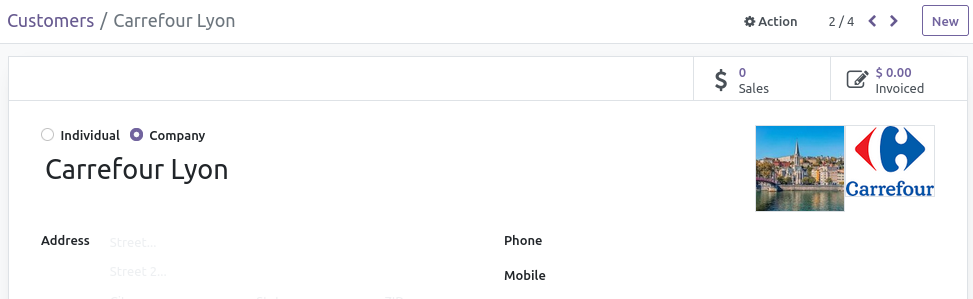 Customers / Carrefour Lyon
Action
2 / 4
New
0
Sales
$ 0.00
Invoiced
Individual
Company
Carrefour Lyon
Carrefour
Address
Street...
Street 2...
Phone
Mobile